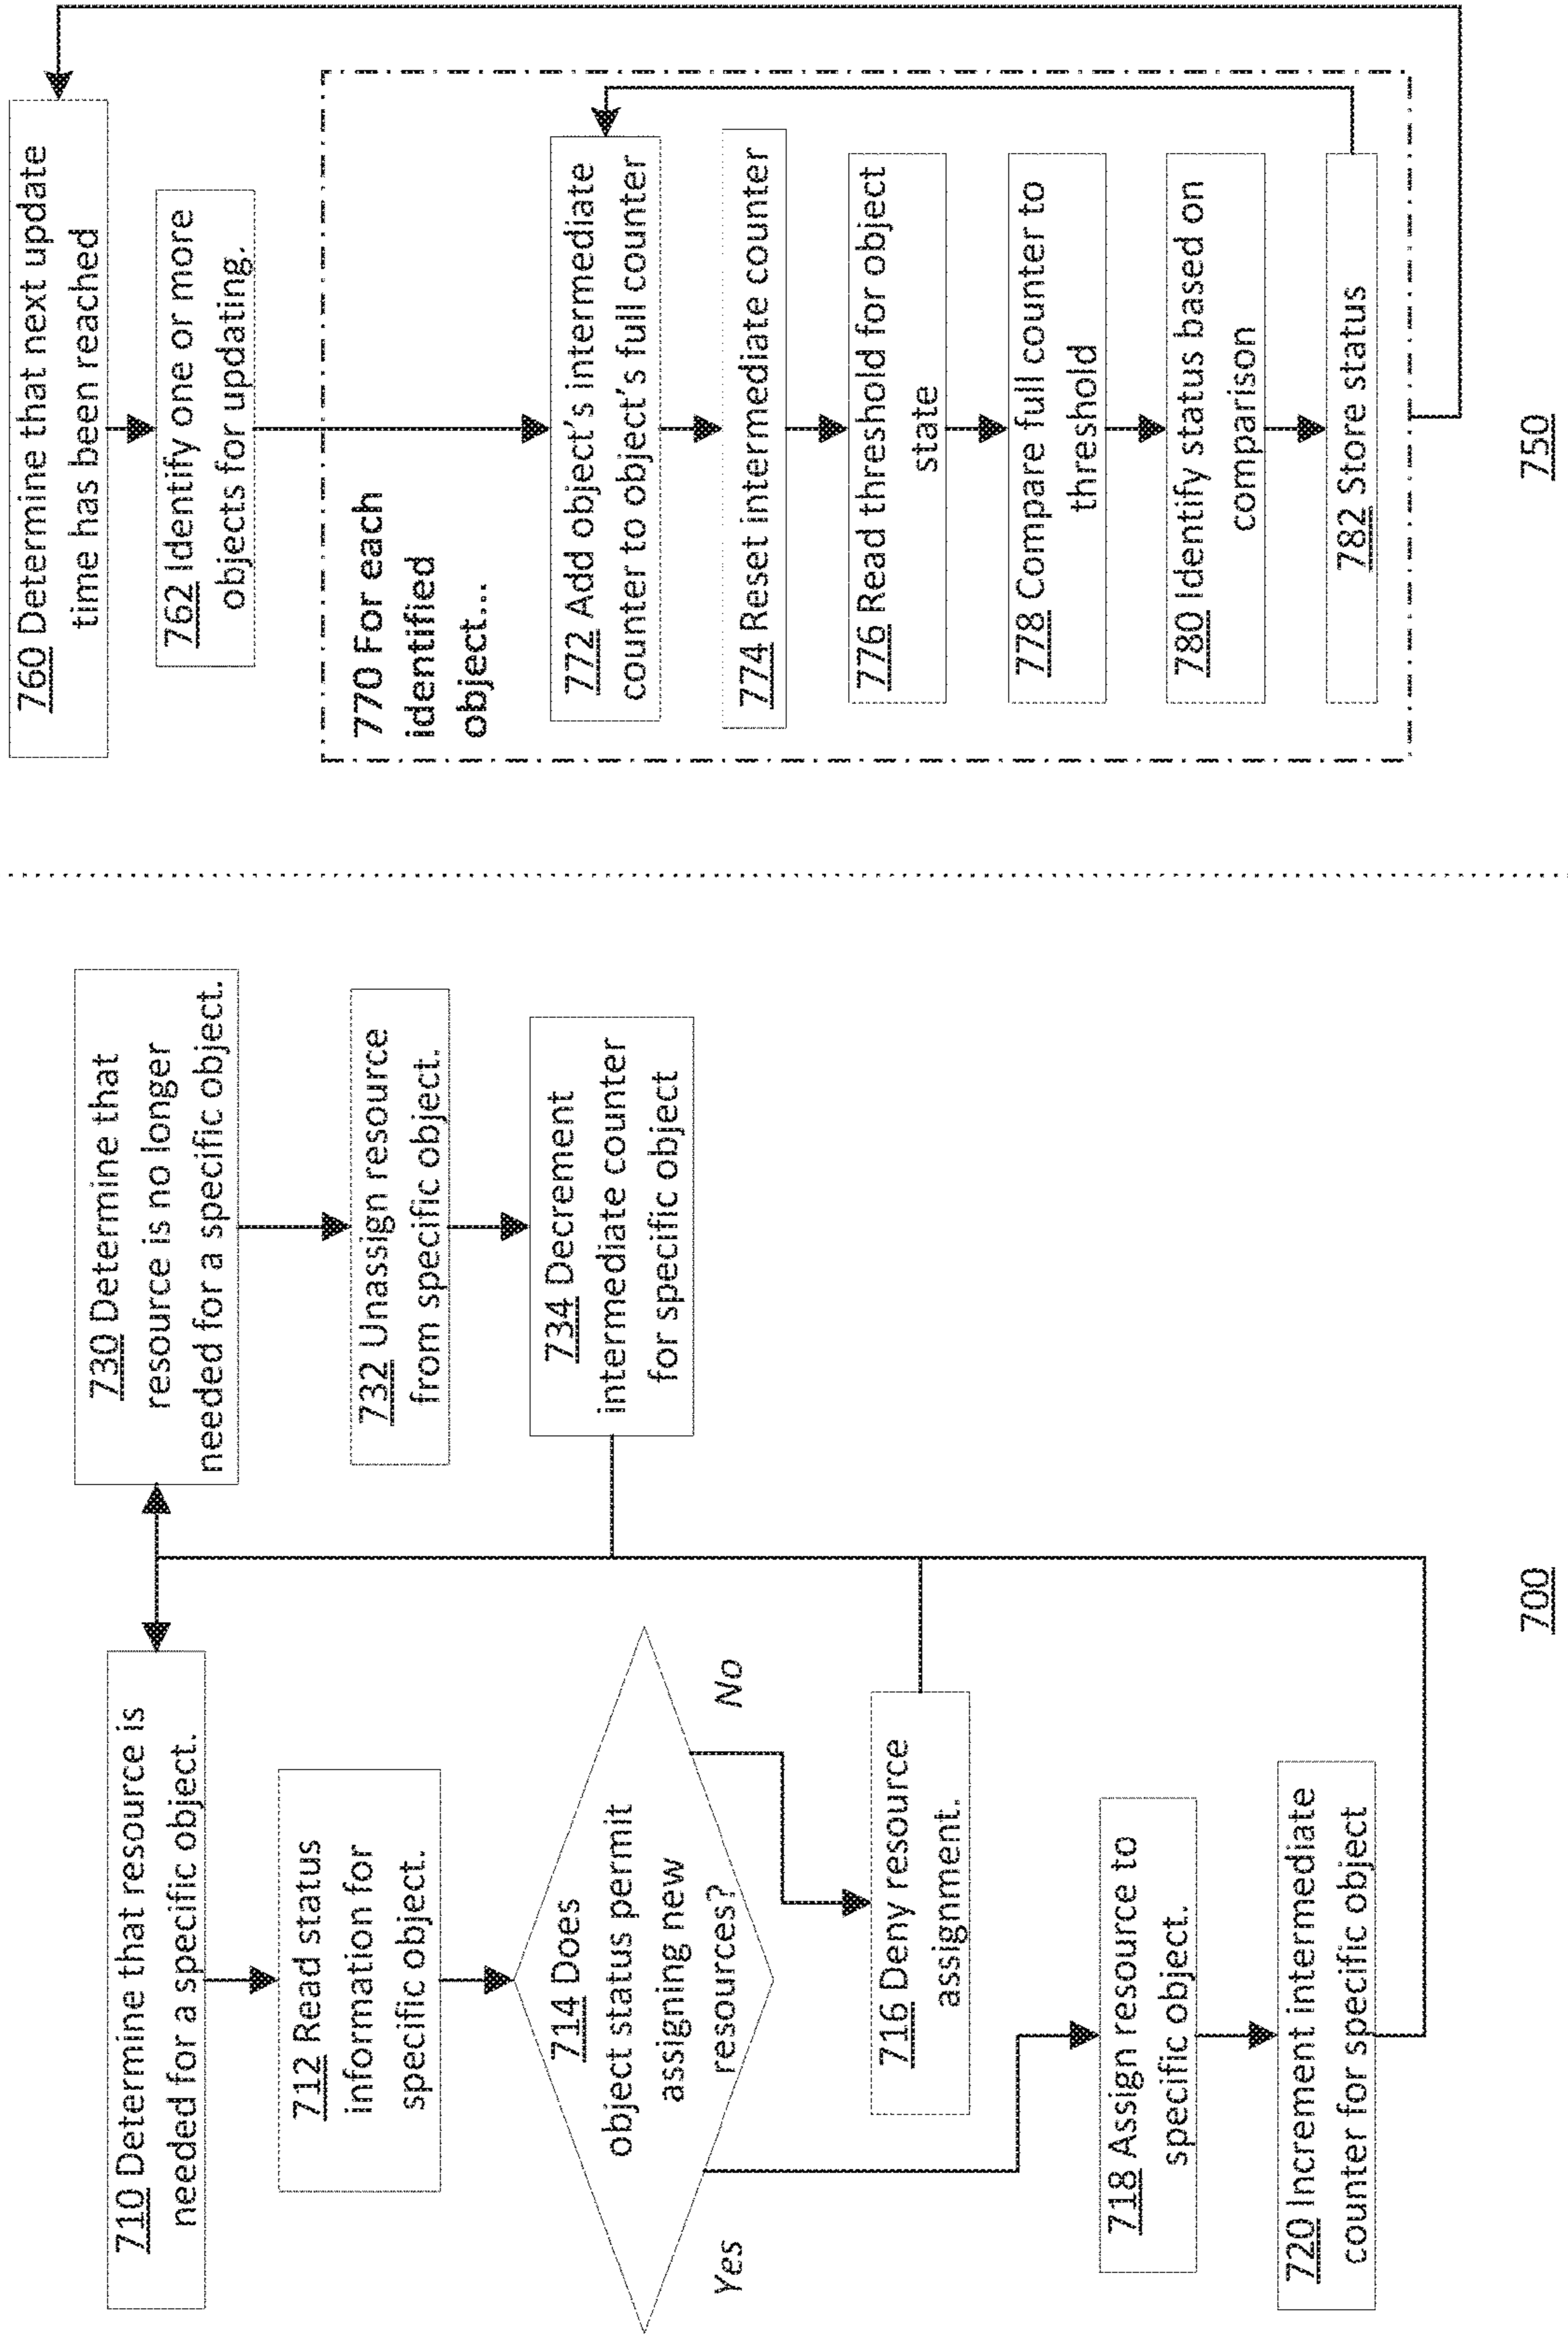 710 Determine that resource is
needed for a specific object.
712 Read status
information for
specific object.
714 Does
object status permit
assigning new
resources?
Yes
No
716 Deny resource
assignment.
718 Assign resource to
specific object.
720 Increment intermediate
counter for specific object
730 Determine that
resource is no longer
needed for a specific object.
732 Unassign resource
from specific object.
734 Decrement
intermediate counter
for specific object
700
760 Determine that next update
time has been reached
762 Identify one or more
objects for updating.
770 For each
identified
object...
772 Add object's intermediate
counter to object's full counter
774 Reset intermediate counter
776 Read threshold for object
state
778 Compare full counter to
threshold
780 Identify status based on
comparison
782 Store status
750